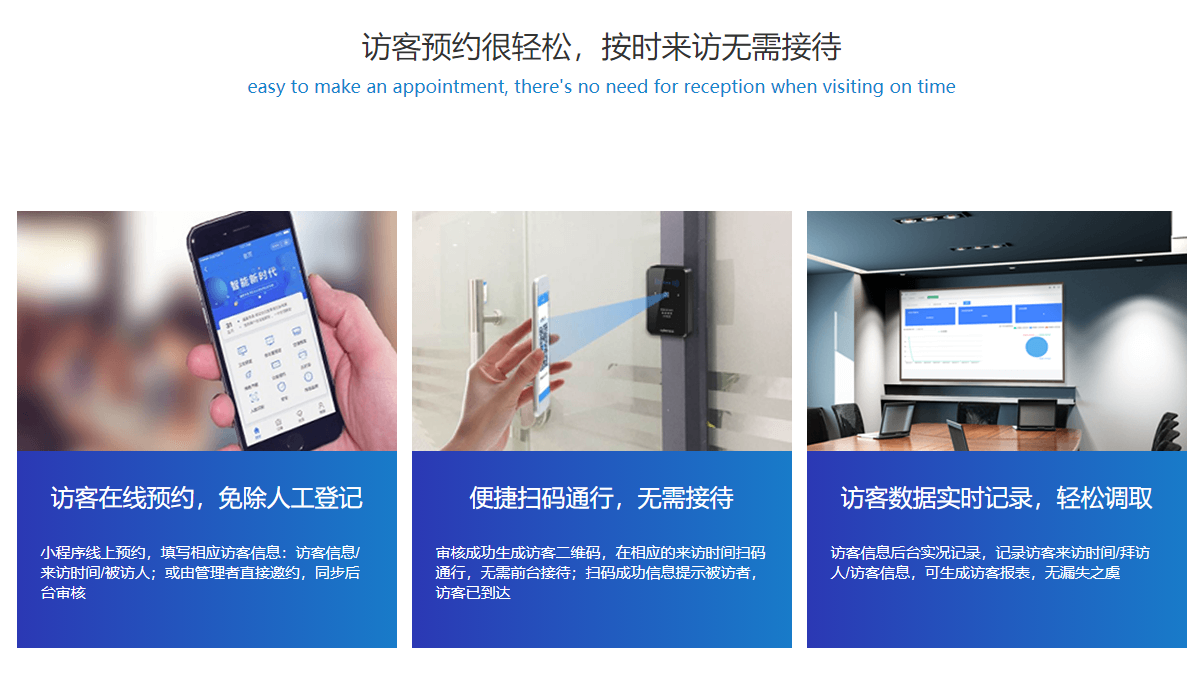 访客预约很轻松，按时来访无需接待
easy to make an appointment, there's no need for reception when visiting on time
智能新时代
31
访客在线预约，免除人工登记
小程序线上预约，填写相应访客信息：访客信息/
来访时间/被访人；或由管理者直接邀约，同步后
台审核
便捷扫码通行，无需接待
审核成功生成访客二维码，在相应的来访时间扫码
通行，无需前台接待；扫码成功信息提示被访者，
访客已到达
访客数据实时记录，轻松调取
访客信息后台实况记录，记录访客来访时间/拜访
人/访客信息，可生成访客报表，无漏失之虞